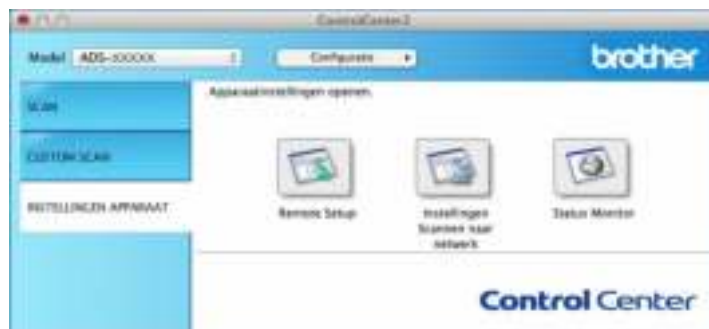 ControlCenter2
Model ADS-XXXXX Configuratie
brother
SCAN
Apparaatinstellingen openen.
CUSTOM SCAN
INSTELLINGEN APPARAAT
Remote Setup
Instellingen
Scannen naar
netwerk
Status Monitor
Control Center